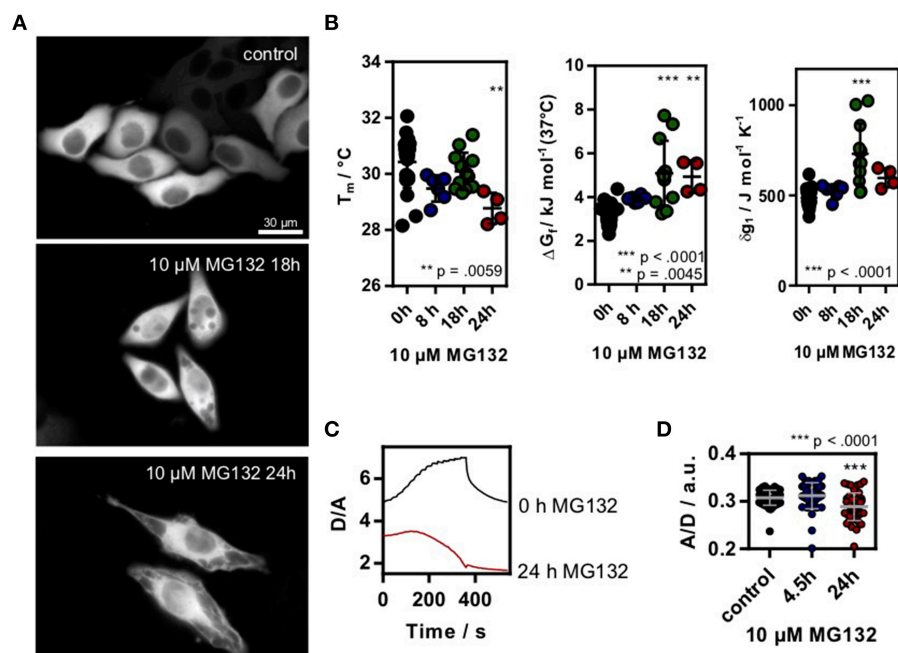 A
control
30 µm
10 µM MG132 18h
10 µM MG132 24h
B
32
30
28
26
Tm / °C
** 
** p = .0059
0h
8 h
18h
24h
10 µM MG132
10
8
6
4
2
0
Δ Gf / kJ mol-1 (37°C)
*** **
*** p < .0001
** p = .0045
0h
8 h
18h
24h
10 µM MG132
1000
500
0
δg1 / J mol-1 K-1
***
*** p < .0001
0h
8h
18h
24h
10 µM MG132
C
6
4
2
D/A
0 h MG132
24 h MG132
0
200
400
Time / s
D
*** p < .0001
***
0.4
0.3
0.2
A/D / a.u.
control
4.5h
24h
10 µM MG132